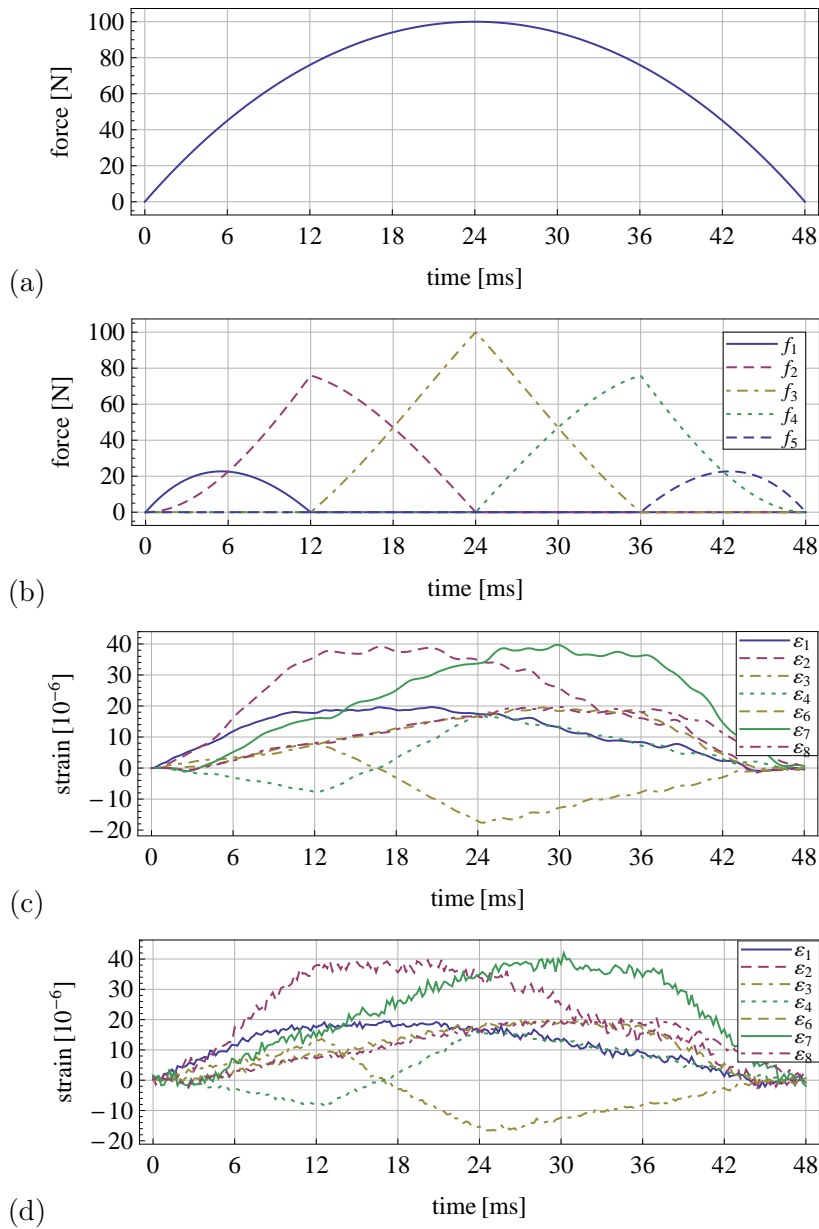 100
80
60
40
20
0
force [N]
0 6 12 18 24 30 36 42 48
time [ms]
(a)
100
80
60
40
20
0
force [N]
f1
f2
f3
f4
f5
0 6 12 18 24 30 36 42 48
time [ms]
(b)
40
30
20
10
0
−10
−20
strain [10⁻⁶]
ε1
ε2
ε3
ε4
ε6
ε7
ε8
0 6 12 18 24 30 36 42 48
time [ms]
(c)
40
30
20
10
0
−10
−20
strain [10⁻⁶]
ε1
ε2
ε3
ε4
ε6
ε7
ε8
0 6 12 18 24 30 36 42 48
time [ms]
(d)